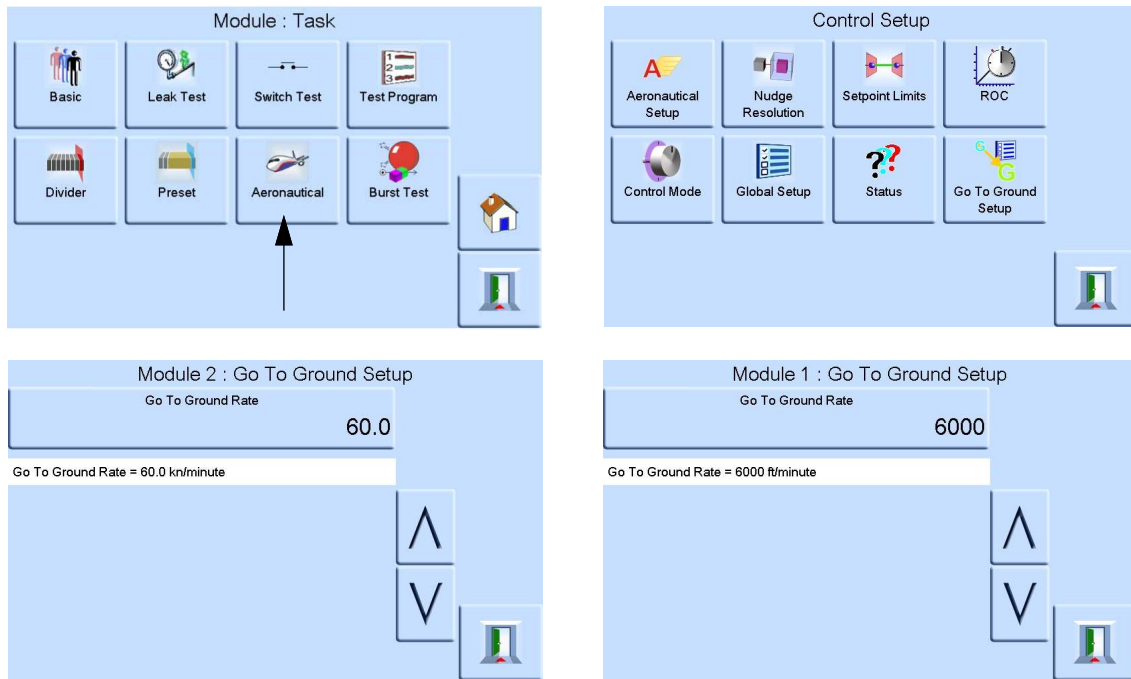 Module : Task
Basic
Leak Test
Switch Test
1
2
3
Test Program
Divider
Preset
Aeronautical
Burst Test
Control Setup
A
Aeronautical
Setup
Nudge
Resolution
Setpoint Limits
ROC
Control Mode
Global Setup
???
Status
G
G
Go To Ground
Setup
Module 2 : Go To Ground Setup
Go To Ground Rate
60.0
Go To Ground Rate = 60.0 kn/minute
Module 1 : Go To Ground Setup
Go To Ground Rate
6000
Go To Ground Rate = 6000 ft/minute